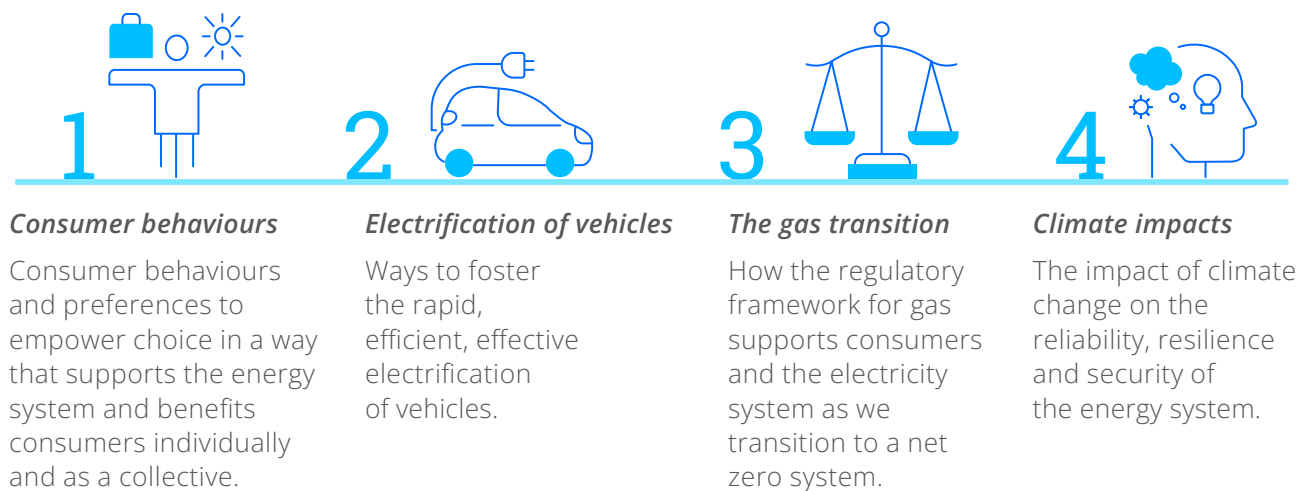 1
Consumer behaviours
Consumer behaviours
and preferences to
empower choice in a way
that supports the energy
system and benefits
consumers individually
and as a collective.
2
Electrification of vehicles
Ways to foster
the rapid,
efficient, effective
electrification
of vehicles.
3
The gas transition
How the regulatory
framework for gas
supports consumers
and the electricity
system as we
transition to a net
zero system.
4
Climate impacts
The impact of climate
change on the
reliability, resilience
and security of
the energy system.